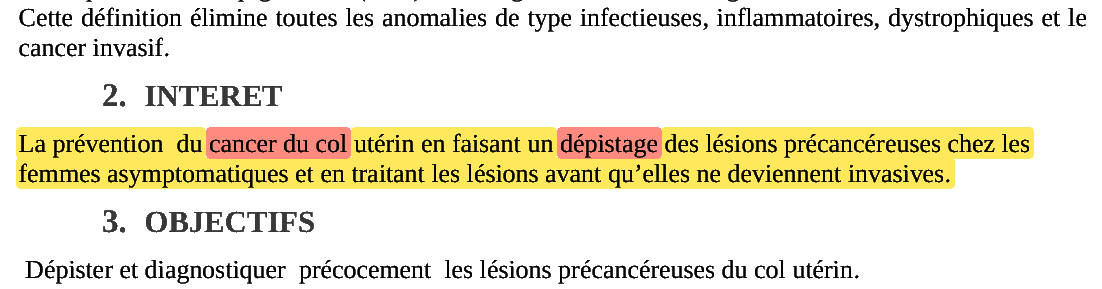 Cette définition élimine toutes les anomalies de type infectieuses, inflammatoires, dystrophiques et le
cancer invasif.
2. INTERET
La prévention du cancer du col utérin en faisant un dépistage des lésions précancéreuses chez les
femmes asymptomatiques et en traitant les lésions avant qu’elles ne deviennent invasives.
3. OBJECTIFS
Dépister et diagnostiquer précocement les lésions précancéreuses du col utérin.